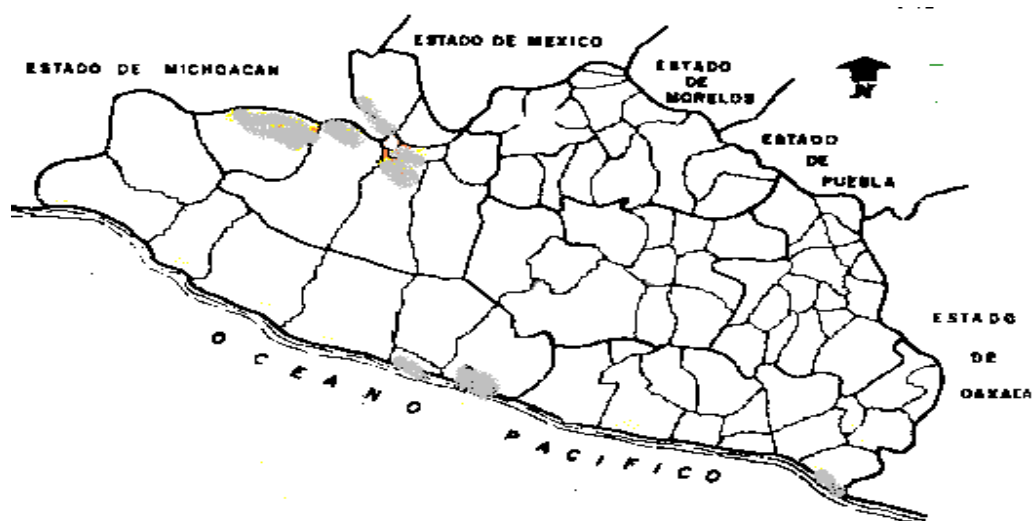 ESTADO DE MEXICO
ESTADO DE MICHOACAN
ESTADO
DE
MORELOS
N
ESTADO
DE
PUEBLA
ESTADO
DE
OAXACA
OCEANO PACIFICO